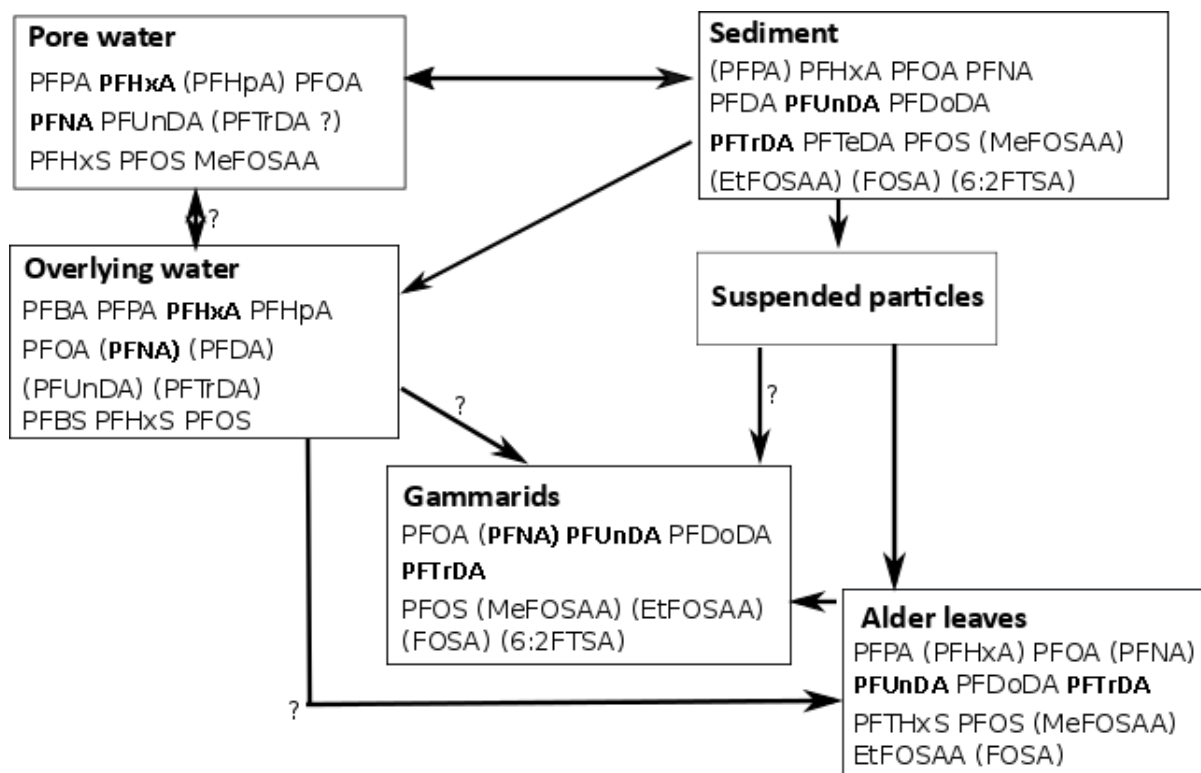 Pore water
PFPA PFHxA (PFHpA) PFOA
PFNA PFUnDA (PFTrDA ?)
PFHxS PFOS MeFOSAA
Sediment
(PFPA) PFHxA PFOA PFNA
PFDA PFUnDA PFDoDA
PFTrDA PFTeDA PFOS (MeFOSAA)
(EtFOSAA) (FOSA) (6:2FTSA)
?
Overlying water
PFBA PFPA PFHxA PFHpA
PFOA (PFNA) (PFDA)
(PFUnDA) (PFTrDA)
PFBS PFHxS PFOS
Suspended particles
?
?
Gammarids
PFOA (PFNA) PFUnDA PFDoDA
PFTrDA
PFOS (MeFOSAA) (EtFOSAA)
(FOSA) (6:2FTSA)
Alder leaves
PFPA (PFHxA) PFOA (PFNA)
PFUnDA PFDoDA PFTrDA
PFTHxS PFOS (MeFOSAA)
EtFOSAA (FOSA)
?